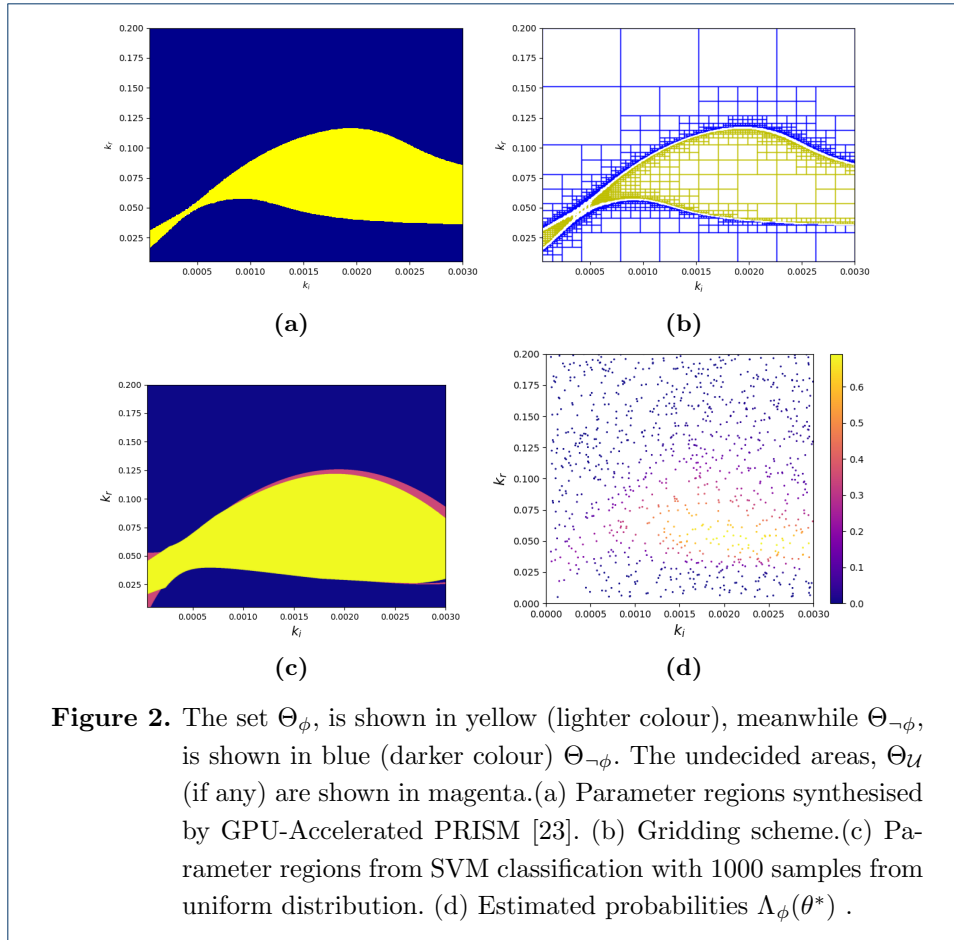 0.200
0.175
0.150
0.125
0.100
0.075
0.050
0.025
k_r
0.0005 0.0010 0.0015 0.0020 0.0025 0.0030
k_i
(a)
0.200
0.175
0.150
0.125
0.100
0.075
0.050
0.025
k_r
0.0005 0.0010 0.0015 0.0020 0.0025 0.0030
k_i
(b)
0.200
0.175
0.150
0.125
0.100
0.075
0.050
0.025
k_r
0.0005 0.0010 0.0015 0.0020 0.0025 0.0030
k_i
(c)
0.200
0.175
0.150
0.125
0.100
0.075
0.050
0.025
0.000
k_r
0.0000 0.0005 0.0010 0.0015 0.0020 0.0025 0.0030
k_i
0.6
0.5
0.4
0.3
0.2
0.1
0.0
(d)
Figure 2. The set Θ_ϕ, is shown in yellow (lighter colour), meanwhile Θ_¬ϕ,
is shown in blue (darker colour) Θ_¬ϕ. The undecided areas, Θ_𝒰
(if any) are shown in magenta.(a) Parameter regions synthesised
by GPU-Accelerated PRISM [23]. (b) Gridding scheme.(c) Pa-
rameter regions from SVM classification with 1000 samples from
uniform distribution. (d) Estimated probabilities Λ_ϕ(θ*) .